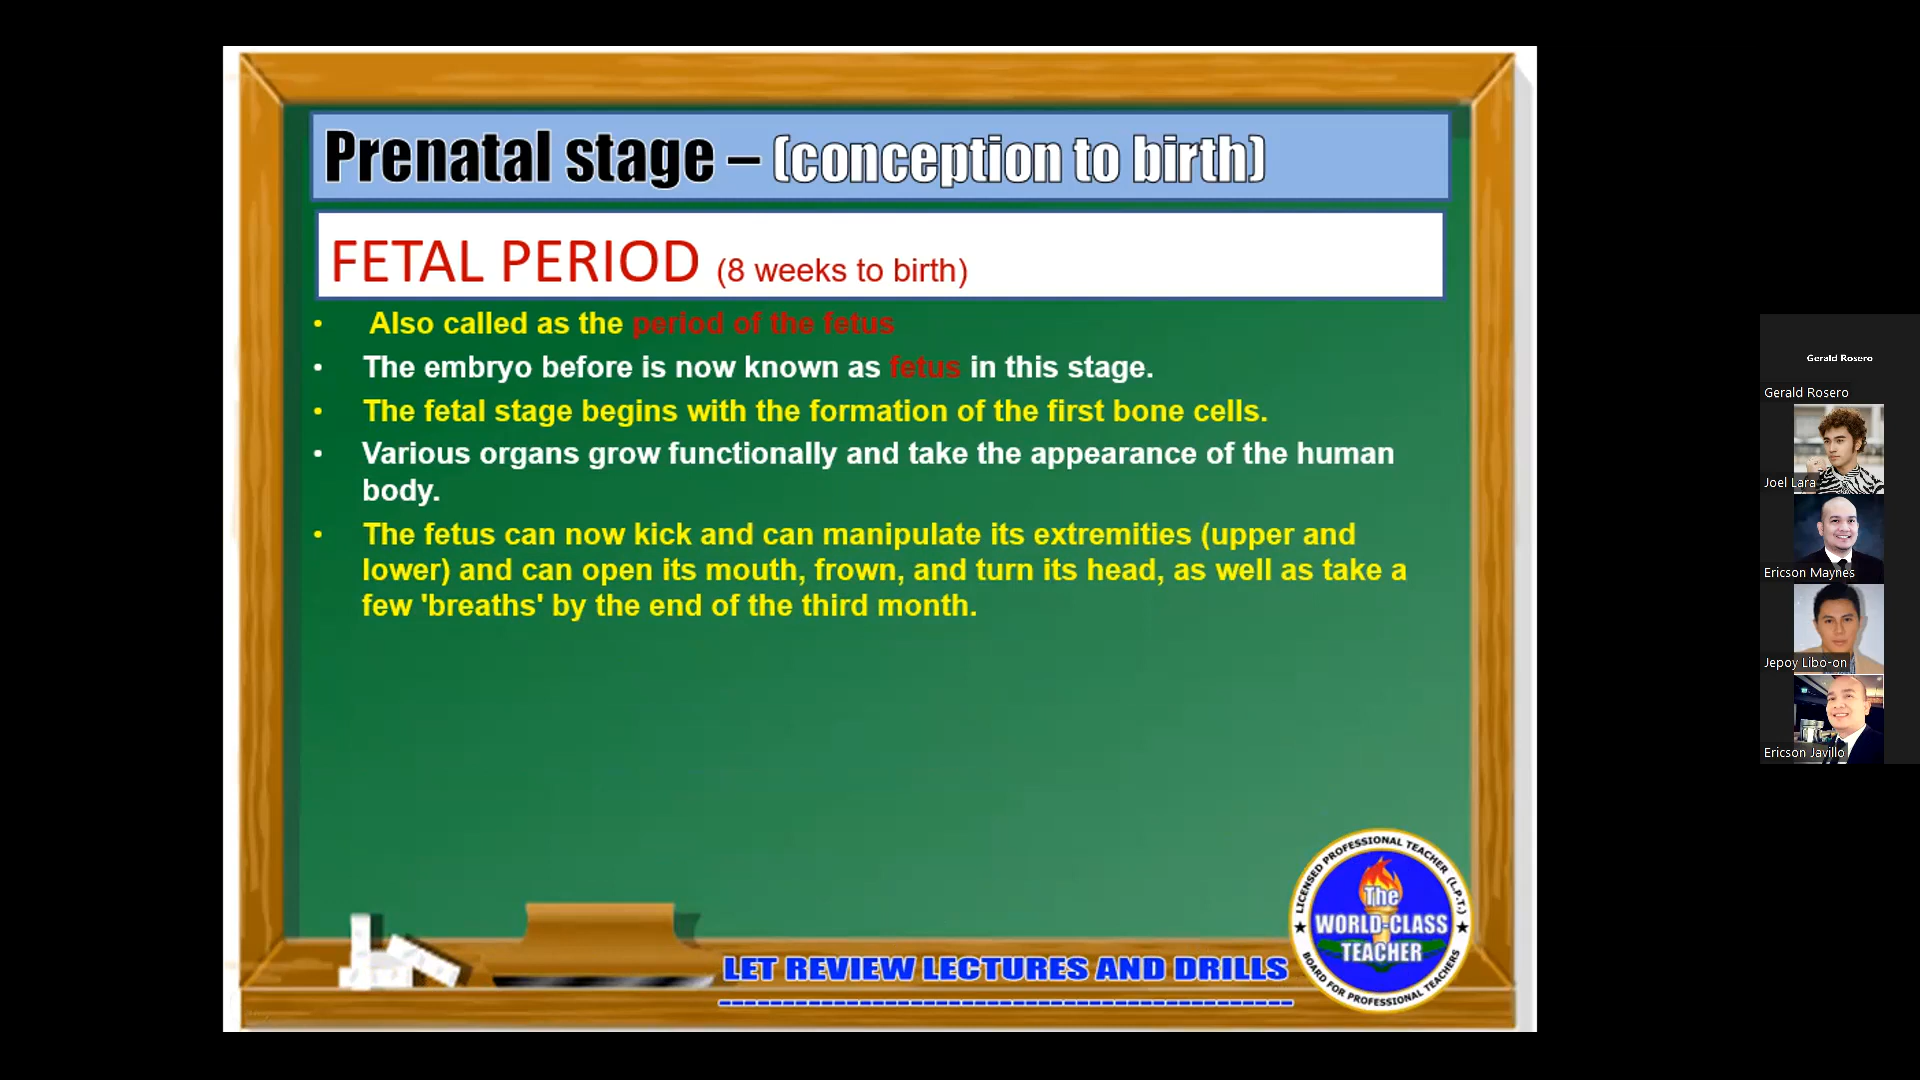 Prenatal stage – (conception to birth)
FETAL PERIOD (8 weeks to birth)
• Also called as the period of the fetus
• The embryo before is now known as fetus in this stage.
• The fetal stage begins with the formation of the first bone cells.
• Various organs grow functionally and take the appearance of the human
body.
• The fetus can now kick and can manipulate its extremities (upper and
lower) and can open its mouth, frown, and turn its head, as well as take a
few 'breaths' by the end of the third month.
LET REVIEW LECTURES AND DRILLS
LICENSED PROFESSIONAL TEACHER (L.P.T.)
The
WORLD-CLASS
TEACHER
BOARD FOR PROFESSIONAL TEACHERS
Gerald Rosero
Gerald Rosero
Joel Lara
Ericson Maynes
Jepoy Libo-on
Ericson Javillo